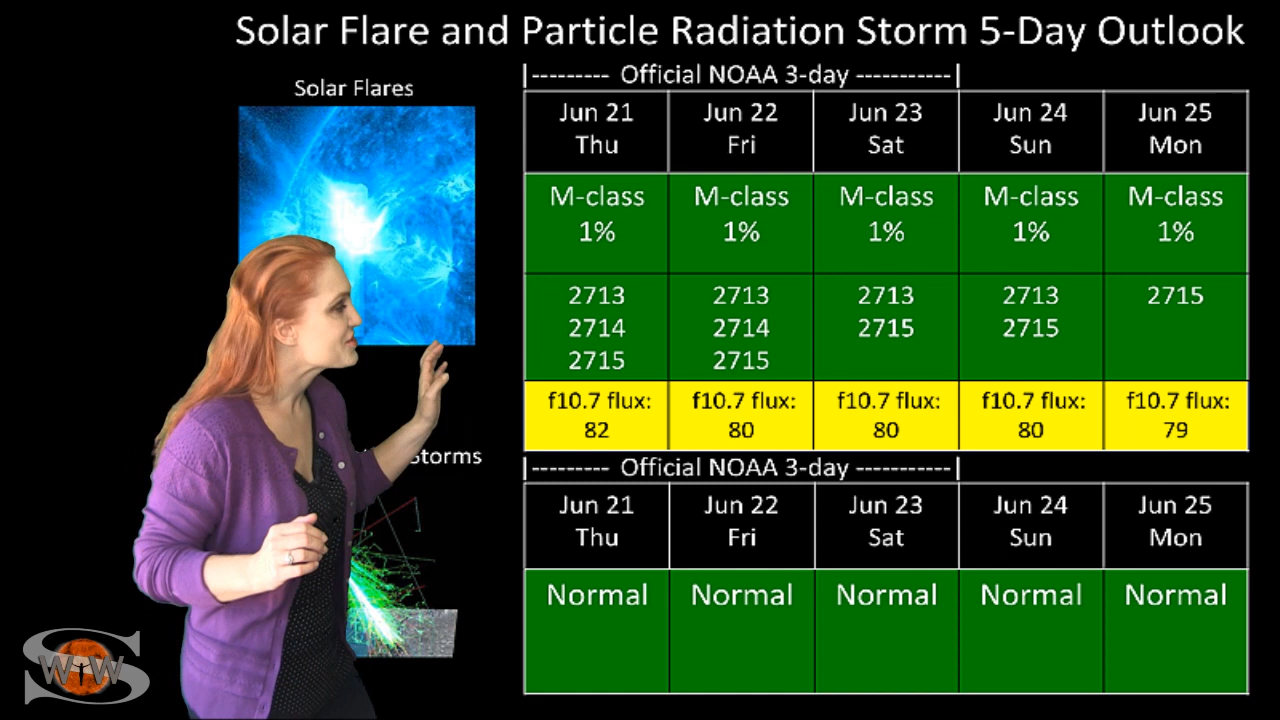 Solar Flare and Particle Radiation Storm 5-Day Outlook
Solar Flares
|--------- Official NOAA 3-day -----------|
Jun 21 Jun 22 Jun 23 Jun 24 Jun 25
Thu Fri Sat Sun Mon
M-class M-class M-class M-class M-class
1% 1% 1% 1% 1%
2713 2713 2713 2713 2715
2714 2714 2715 2715
2715 2715
f10.7 flux: f10.7 flux: f10.7 flux: f10.7 flux: f10.7 flux:
82 80 80 80 79
Storms
|--------- Official NOAA 3-day -----------|
Jun 21 Jun 22 Jun 23 Jun 24 Jun 25
Thu Fri Sat Sun Mon
Normal Normal Normal Normal Normal
S
WTW